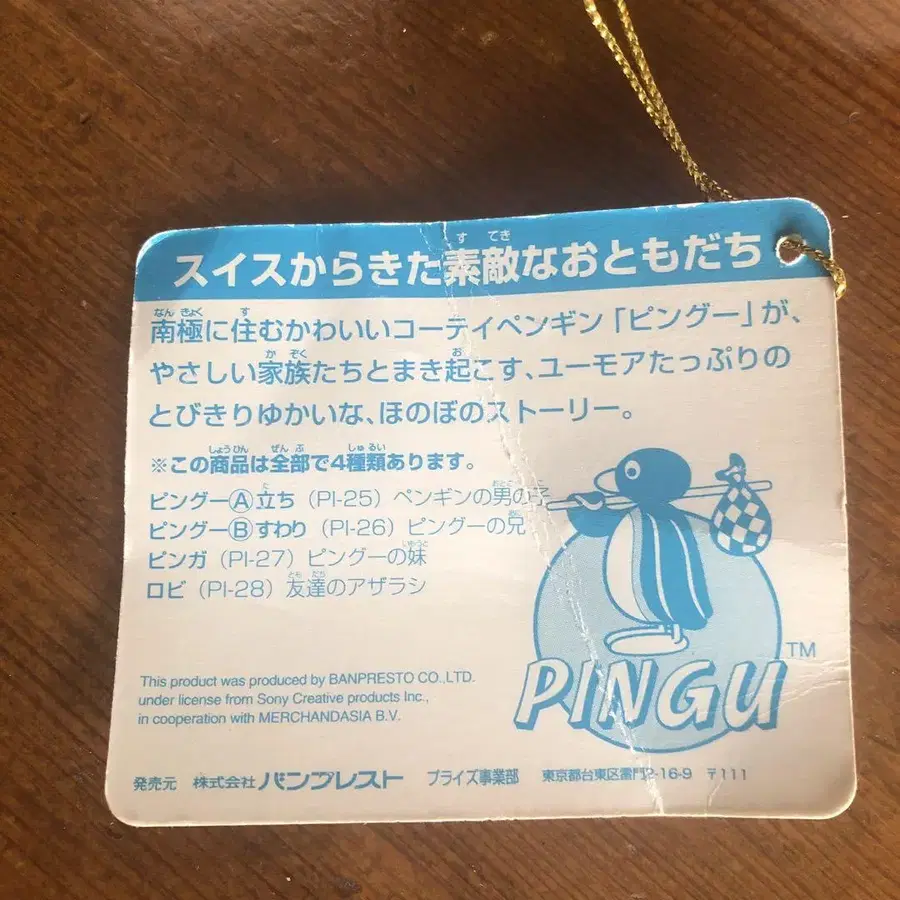 スイスからきた素敵なおともだち
南極に住むかわいいコーテイペンギン「ピングー」が、
やさしい家族たちとまき起こす、ユーモアたっぷりの
とびきりゆかいな、ほのぼのストーリー。
※この商品は全部で4種類あります。
ピングーⒶ立ち（PI-25）ペンギンの男の子
ピングーⒷすわり（PI-26）ピングーの兄
ピンガ（PI-27）ピングーの妹
ロビ（PI-28）友達のアザラシ
PINGU™
This product was produced by BANPRESTO CO.,LTD.
under license from Sony Creative products Inc.,
in cooperation with MERCHANDASIA B.V.
発売元 株式会社 バンプレスト プライズ事業部 東京都台東区雷門2-16-9 〒111